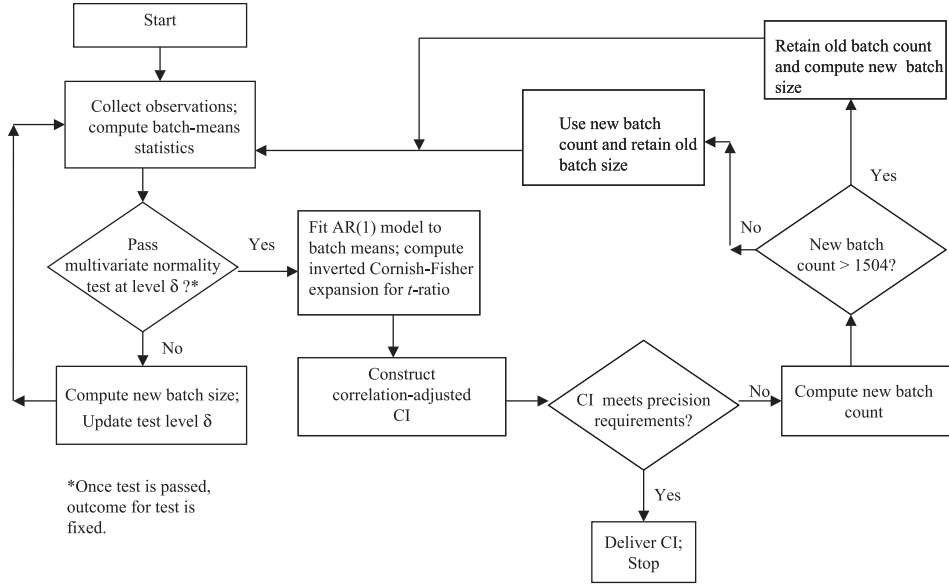 Start
Collect observations;
compute batch-means
statistics
Pass
multivariate normality
test at level δ ?*
Yes
No
Compute new batch size;
Update test level δ
*Once test is passed,
outcome for test is
fixed.
Fit AR(1) model to
batch means; compute
inverted Cornish-Fisher
expansion for t-ratio
Construct
correlation-adjusted
CI
CI meets precision
requirements?
Yes
Deliver CI;
Stop
No
Compute new batch
count
New batch
count > 1504?
No
Use new batch
count and retain old
batch size
Yes
Retain old batch count
and compute new batch
size